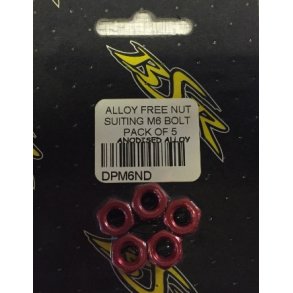 ALLOY FREE NUT
SUITING M6 BOLT
PACK OF 5
ANODISED ALLOY
DPM6ND